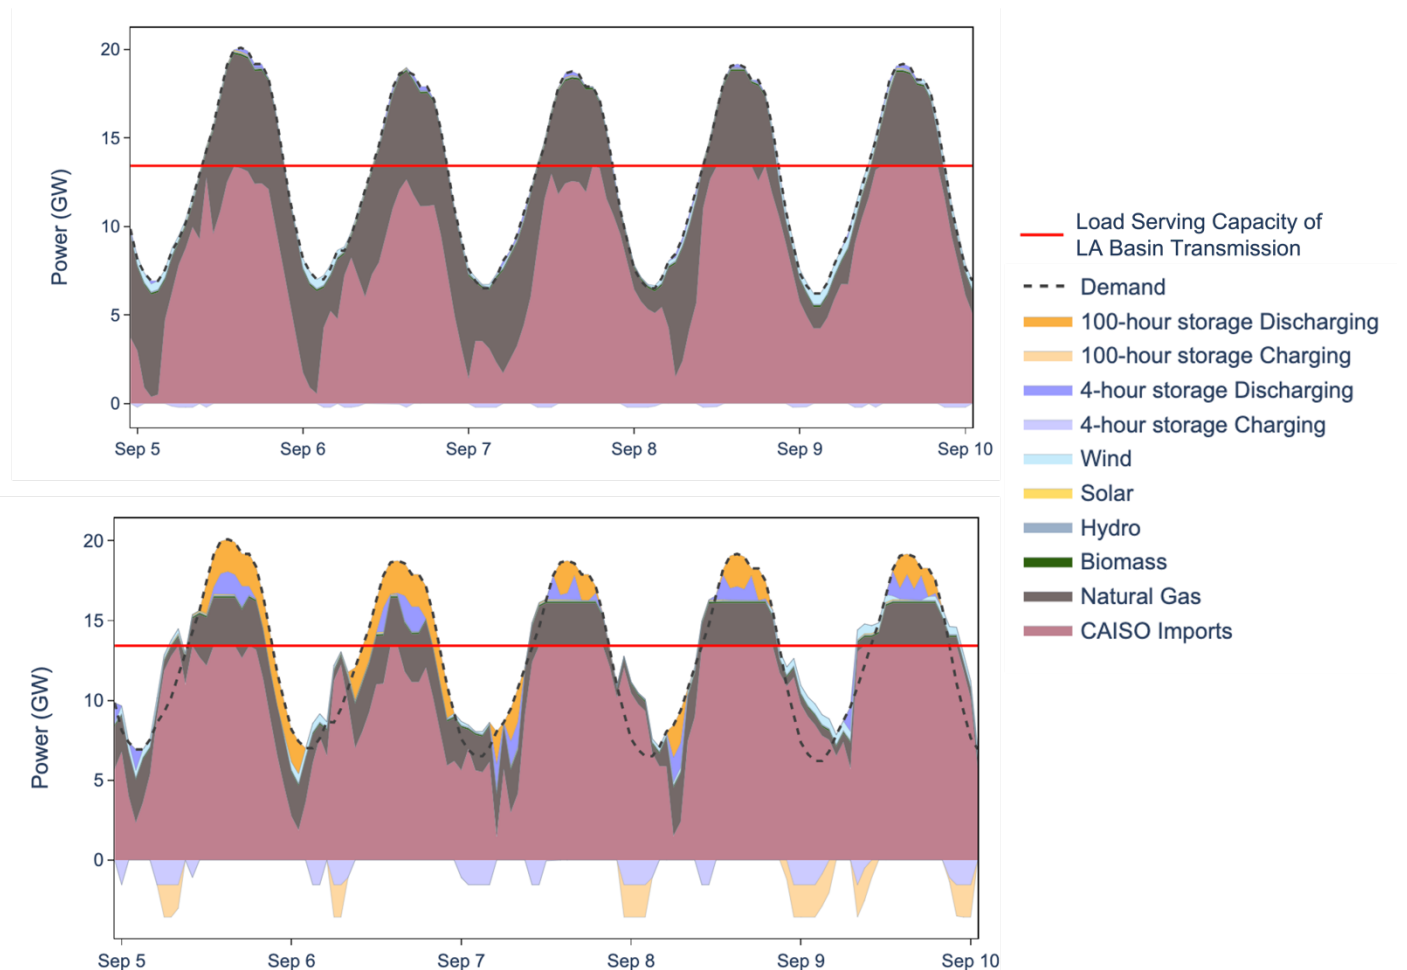 20
15
10
5
0
Power (GW)
Sep 5
Sep 6
Sep 7
Sep 8
Sep 9
Sep 10
20
15
10
5
0
Power (GW)
Sep 5
Sep 6
Sep 7
Sep 8
Sep 9
Sep 10
Load Serving Capacity of
LA Basin Transmission
Demand
100-hour storage Discharging
100-hour storage Charging
4-hour storage Discharging
4-hour storage Charging
Wind
Solar
Hydro
Biomass
Natural Gas
CAISO Imports